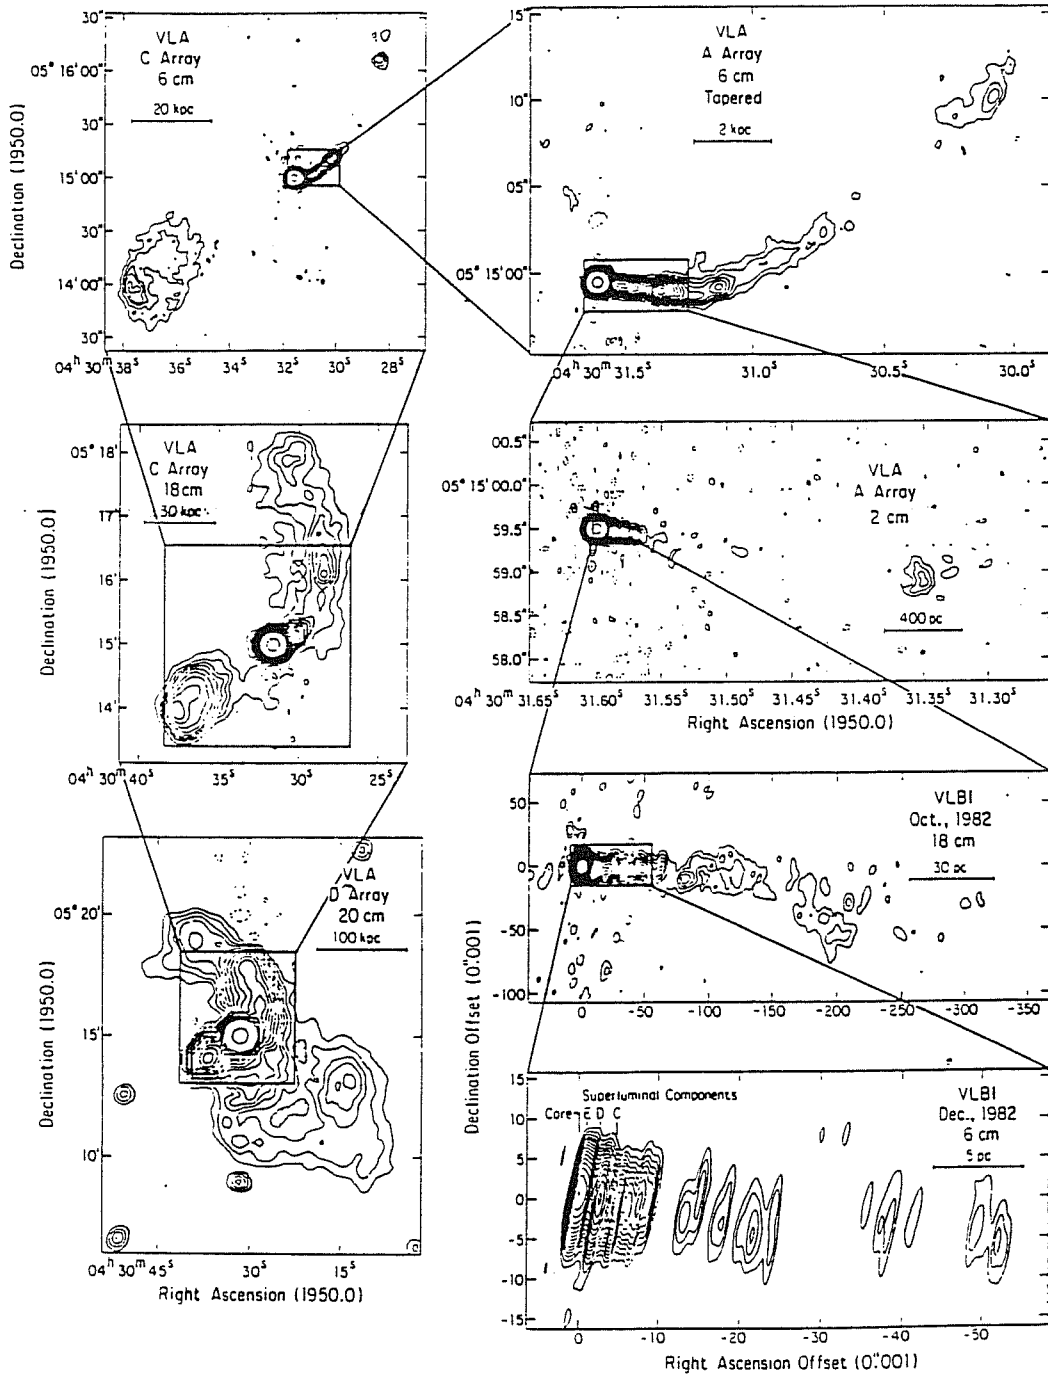 VLA
C Array
6 cm
20 kpc
30"
05° 16' 00"
30"
15' 00"
30"
14' 00"
30"
Declination (1950.0)
04ʰ 30ᵐ 38ˢ 36ˢ 34ˢ 32ˢ 30ˢ 28ˢ
VLA
A Array
6 cm
Tapered
2 kpc
15"
10"
05"
05° 15' 00"
04ʰ 30ᵐ 31.5ˢ 31.0ˢ 30.5ˢ 30.0ˢ
VLA
C Array
18 cm
30 kpc
05° 18'
17'
16'
15'
14'
Declination (1950.0)
04ʰ 30ᵐ 40ˢ 35ˢ 30ˢ 25ˢ
VLA
A Array
2 cm
400 pc
00.5"
05° 15' 00.0"
59.5"
59.0"
58.5"
58.0"
04ʰ 30ᵐ 31.65ˢ 31.60ˢ 31.55ˢ 31.50ˢ 31.45ˢ 31.40ˢ 31.35ˢ 31.30ˢ
Right Ascension (1950.0)
VLA
D Array
20 cm
100 kpc
05° 20'
15'
10'
Declination (1950.0)
04ʰ 30ᵐ 45ˢ 30ˢ 15ˢ
Right Ascension (1950.0)
VLBI
Oct., 1982
18 cm
30 pc
50
0
-50
-100
0 -50 -100 -150 -200 -250 -300 -350
Declination Offset (0".001)
Superluminal Components
Core E D C
VLBI
Dec., 1982
6 cm
5 pc
15
10
5
0
-5
-10
-15
0 -10 -20 -30 -40 -50
Right Ascension Offset (0".001)